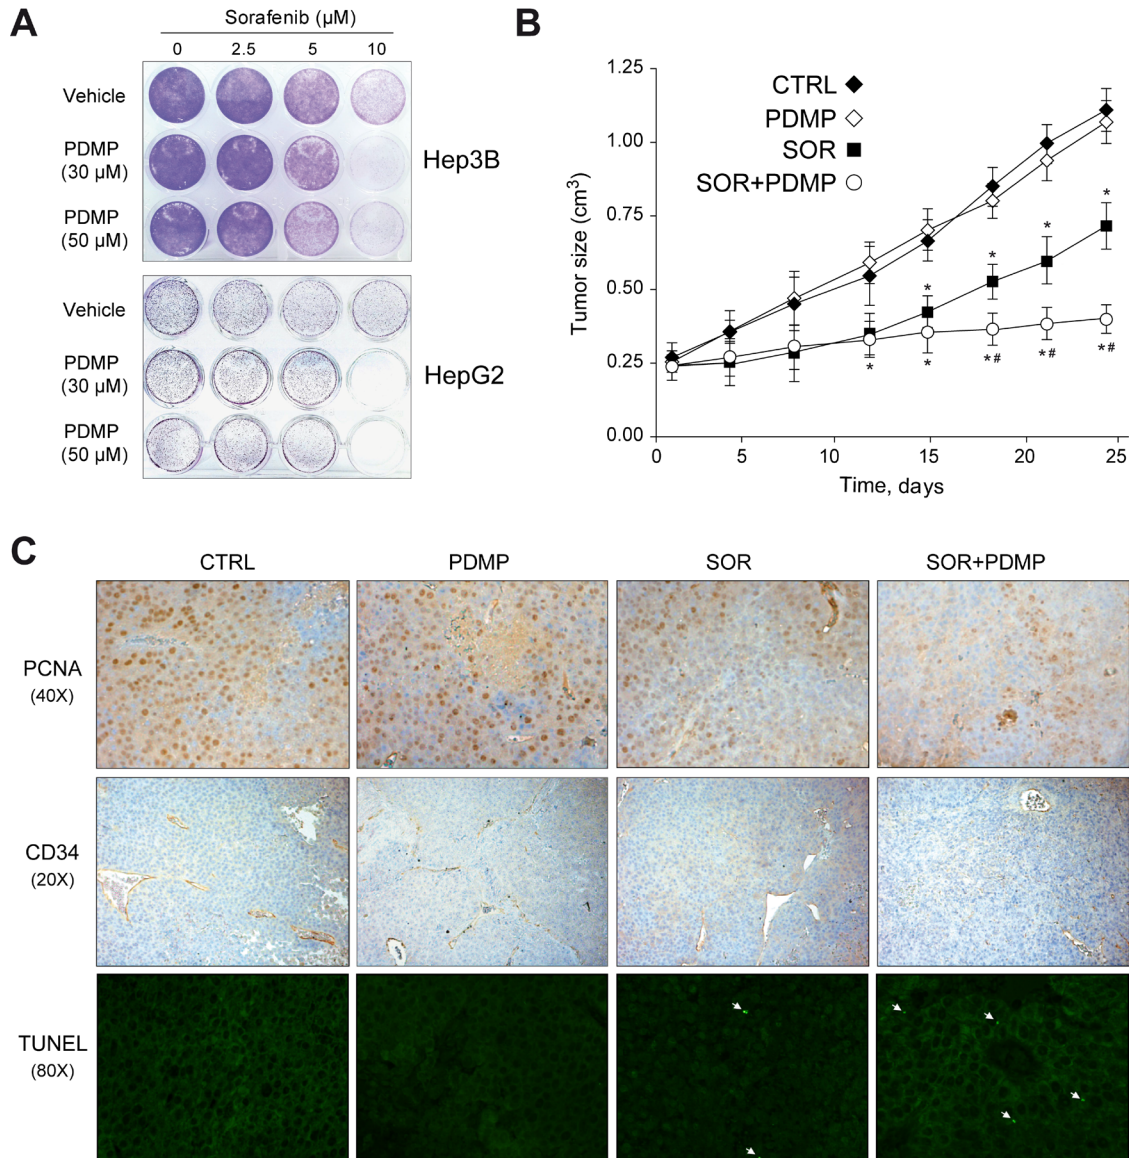 A
Sorafenib (µM)
0 2.5 5 10
Vehicle
PDMP
(30 µM)
PDMP
(50 µM)
Hep3B
Vehicle
PDMP
(30 µM)
PDMP
(50 µM)
HepG2
B
1.25
1.00
0.75
0.50
0.25
0.00
Tumor size (cm³)
CTRL
PDMP
SOR
SOR+PDMP
* * * *
* * *# *# *#
0 5 10 15 20 25
Time, days
C
CTRL PDMP SOR SOR+PDMP
PCNA
(40X)
CD34
(20X)
TUNEL
(80X)